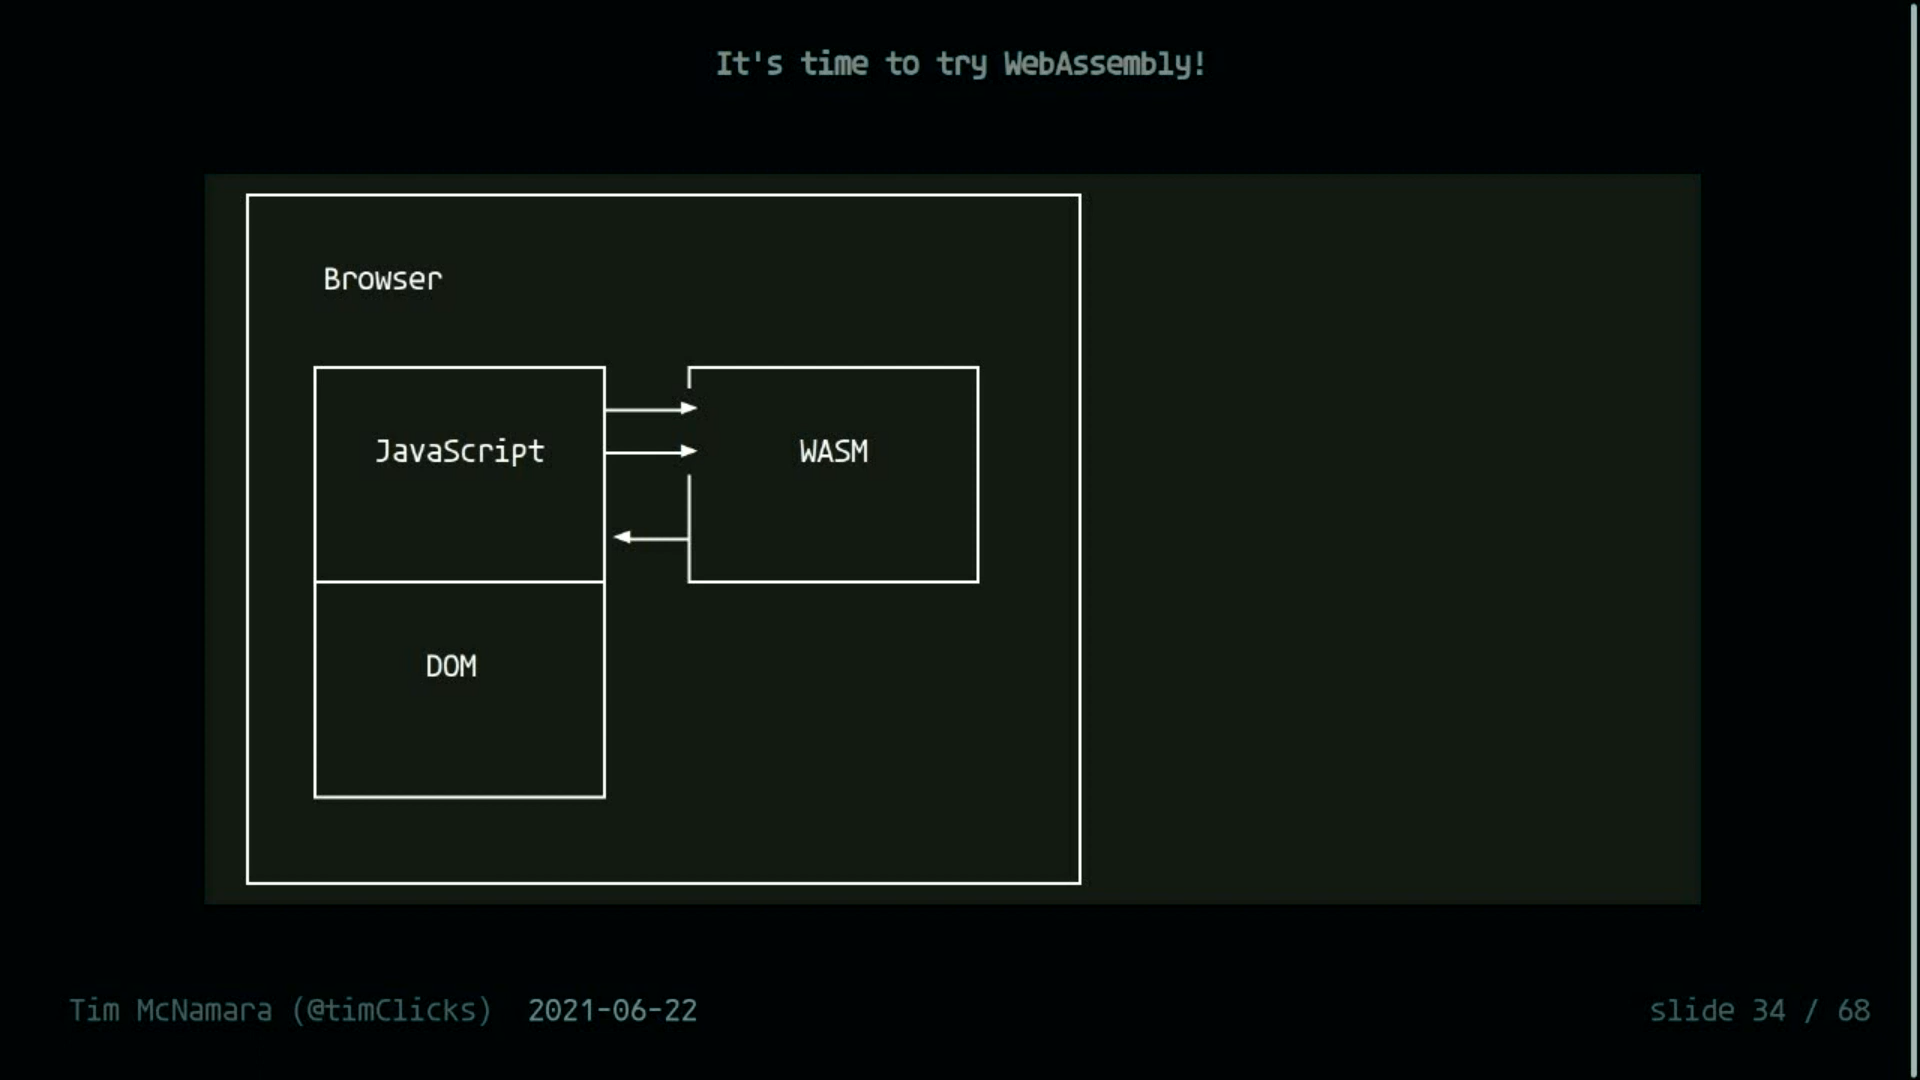 It's time to try WebAssembly!
Browser
JavaScript
WASM
DOM
Tim McNamara (@timClicks) 2021-06-22
slide 34 / 68